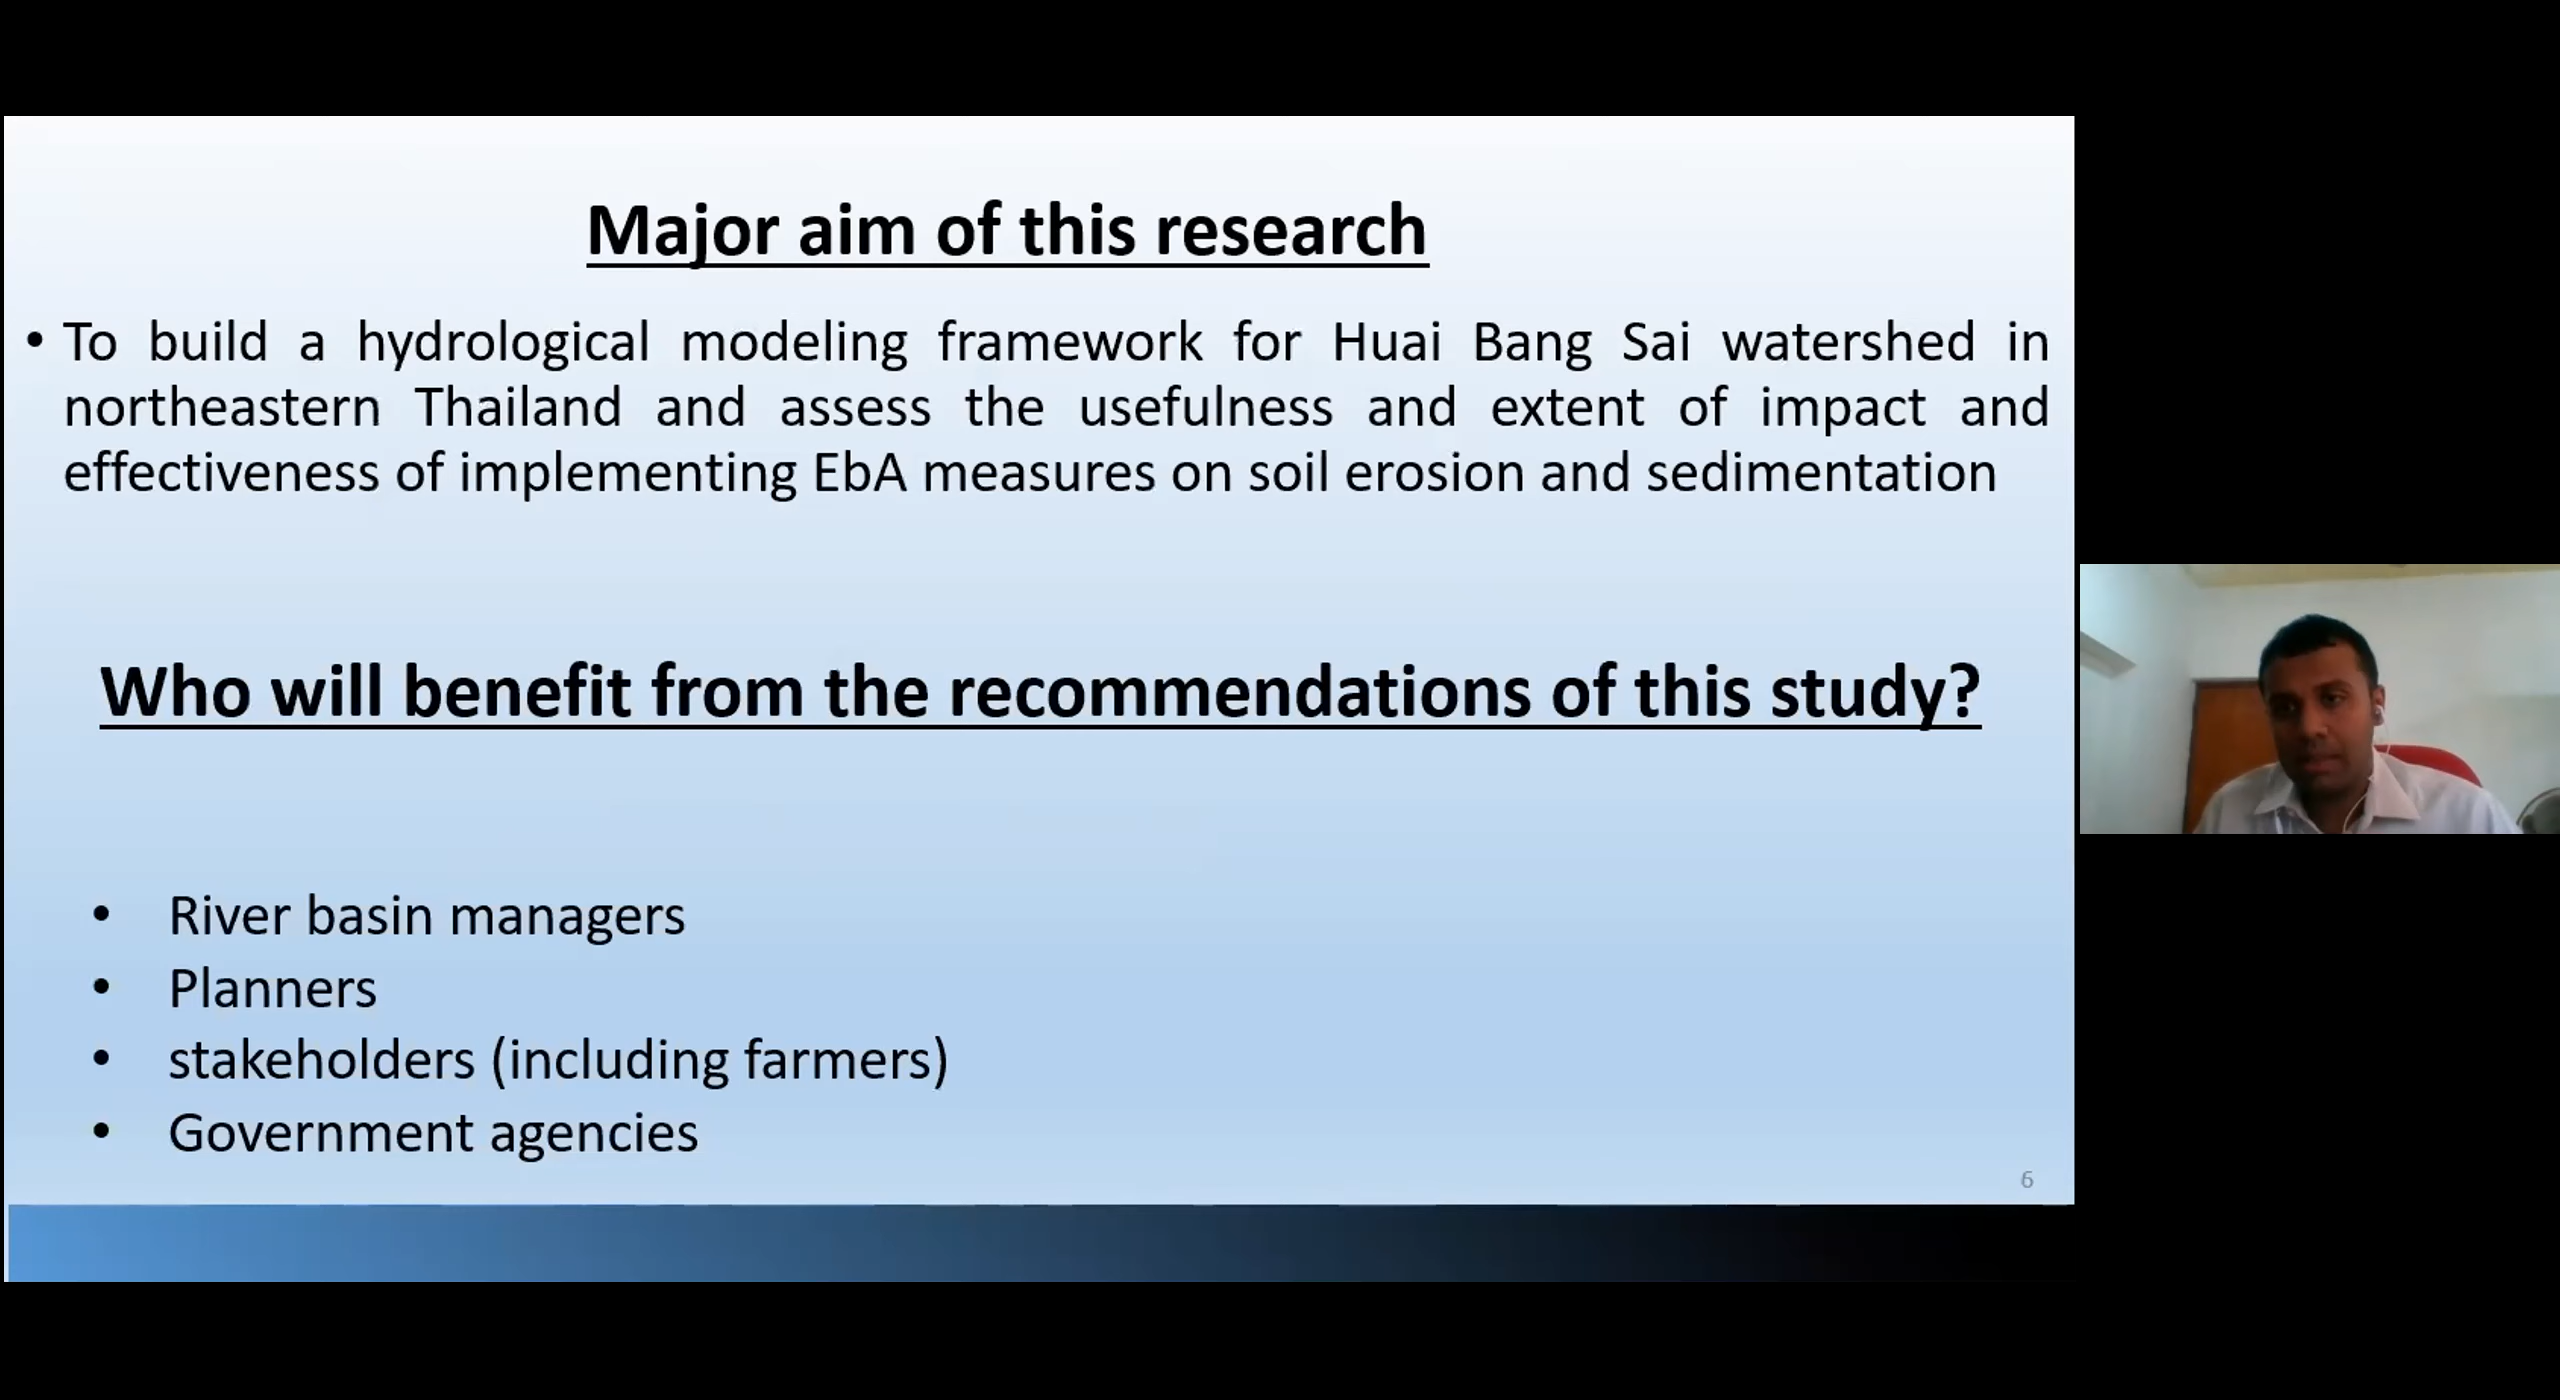 Major aim of this research
• To build a hydrological modeling framework for Huai Bang Sai watershed in
northeastern Thailand and assess the usefulness and extent of impact and
effectiveness of implementing EbA measures on soil erosion and sedimentation
Who will benefit from the recommendations of this study?
• River basin managers
• Planners
• stakeholders (including farmers)
• Government agencies
6